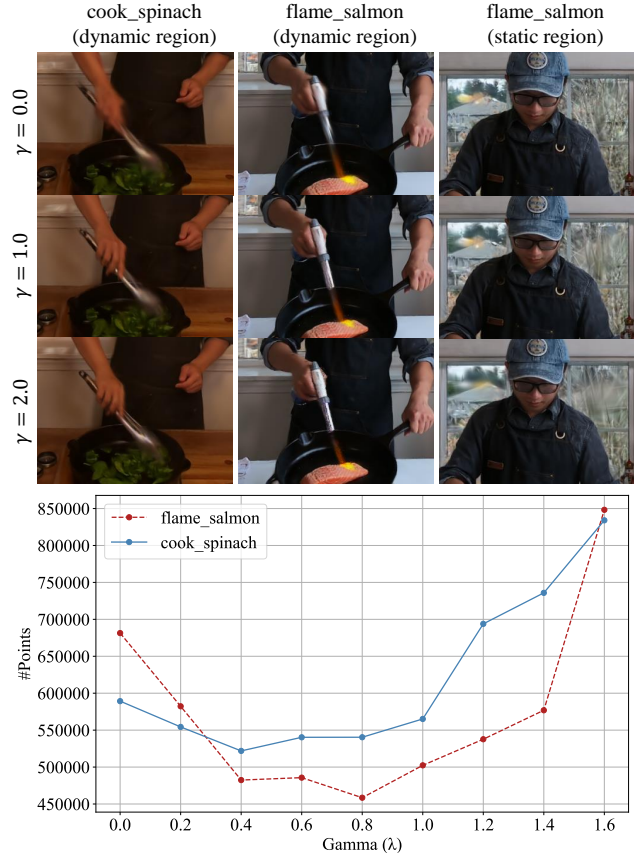 cook_spinach flame_salmon flame_salmon
(dynamic region) (dynamic region) (static region)
γ = 0.0
γ = 1.0
γ = 2.0
850000
800000
750000
700000
650000
600000
550000
500000
450000
#Points
flame_salmon
cook_spinach
0.0 0.2 0.4 0.6 0.8 1.0 1.2 1.4 1.6
Gamma (λ)